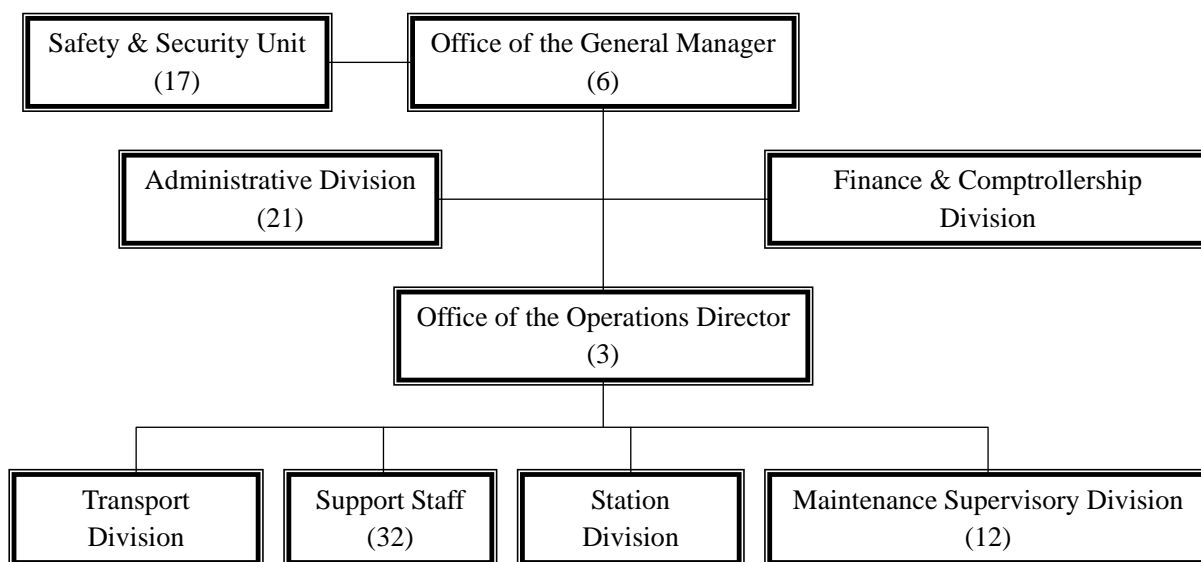 Safety & Security Unit
(17)
Office of the General Manager
(6)
Administrative Division
(21)
Finance & Comptrollership
Division
Office of the Operations Director
(3)
Transport
Division
Support Staff
(32)
Station
Division
Maintenance Supervisory Division
(12)